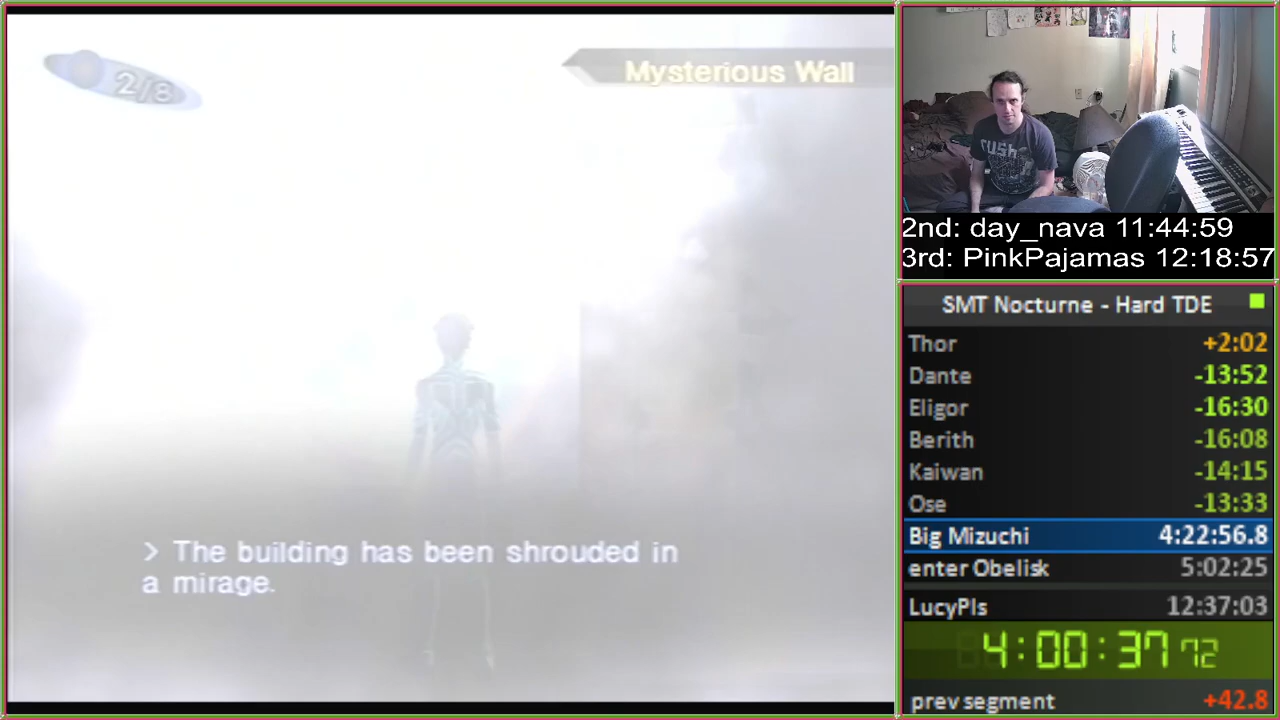 2/8
Mysterious Wall
> The building has been shrouded in
a mirage.
RUSH
2nd: day_nava 11:44:59
3rd: PinkPajamas 12:18:57
SMT Nocturne - Hard TDE
Thor +2:02
Dante -13:52
Eligor -16:30
Berith -16:08
Kaiwan -14:15
Ose -13:33
Big Mizuchi 4:22:56.8
enter Obelisk 5:02:25
LucyPls 12:37:03
4:00:37 72
prev segment +42.8